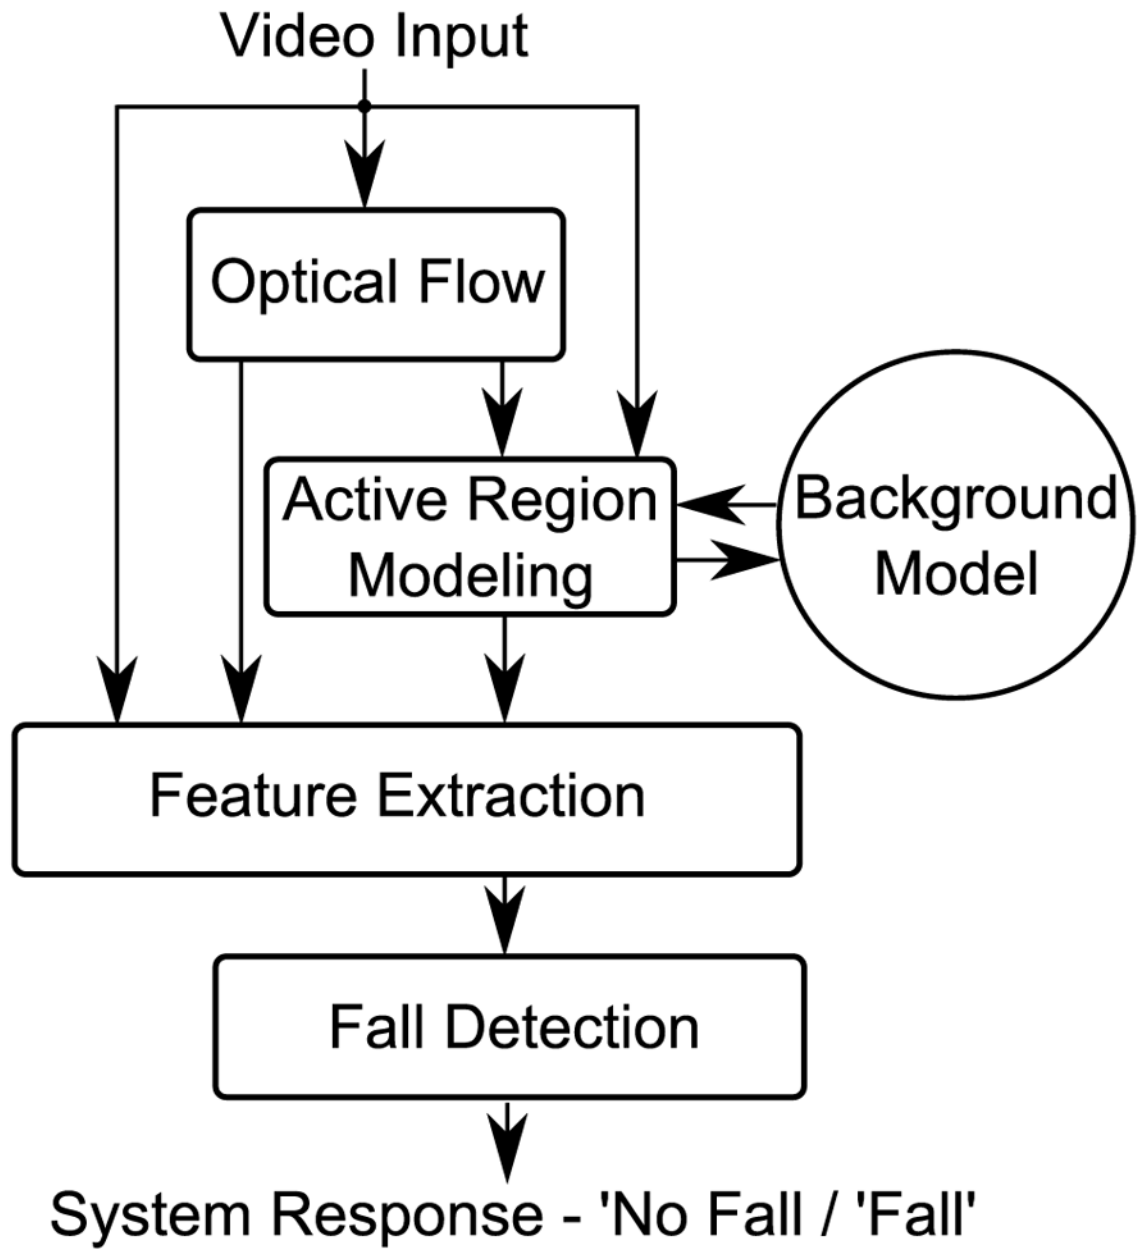 Video Input
Optical Flow
Active Region
Modeling
Background
Model
Feature Extraction
Fall Detection
System Response - 'No Fall / 'Fall'